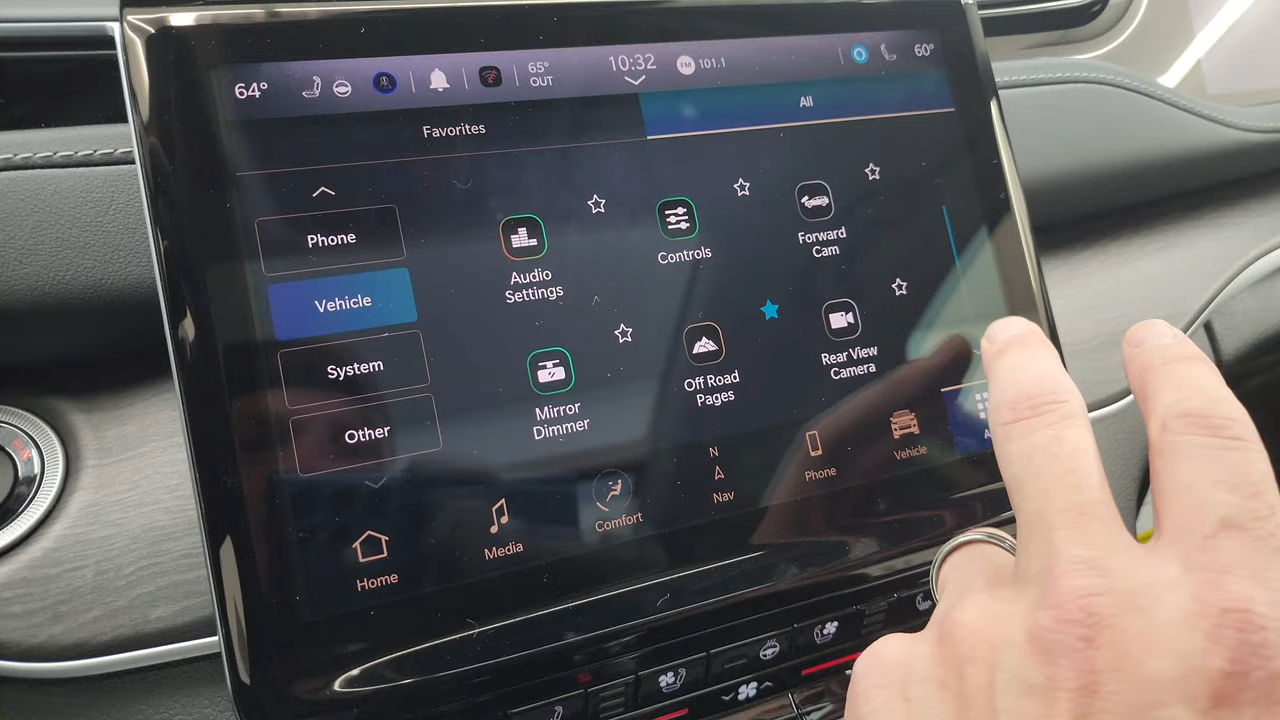 64°
65°
OUT
10:32
FM 101.1
60°
Favorites
All
Phone
Vehicle
System
Other
Audio
Settings
Controls
Forward
Cam
Mirror
Dimmer
Off Road
Pages
Rear View
Camera
Home
Media
Comfort
N
Nav
Phone
Vehicle